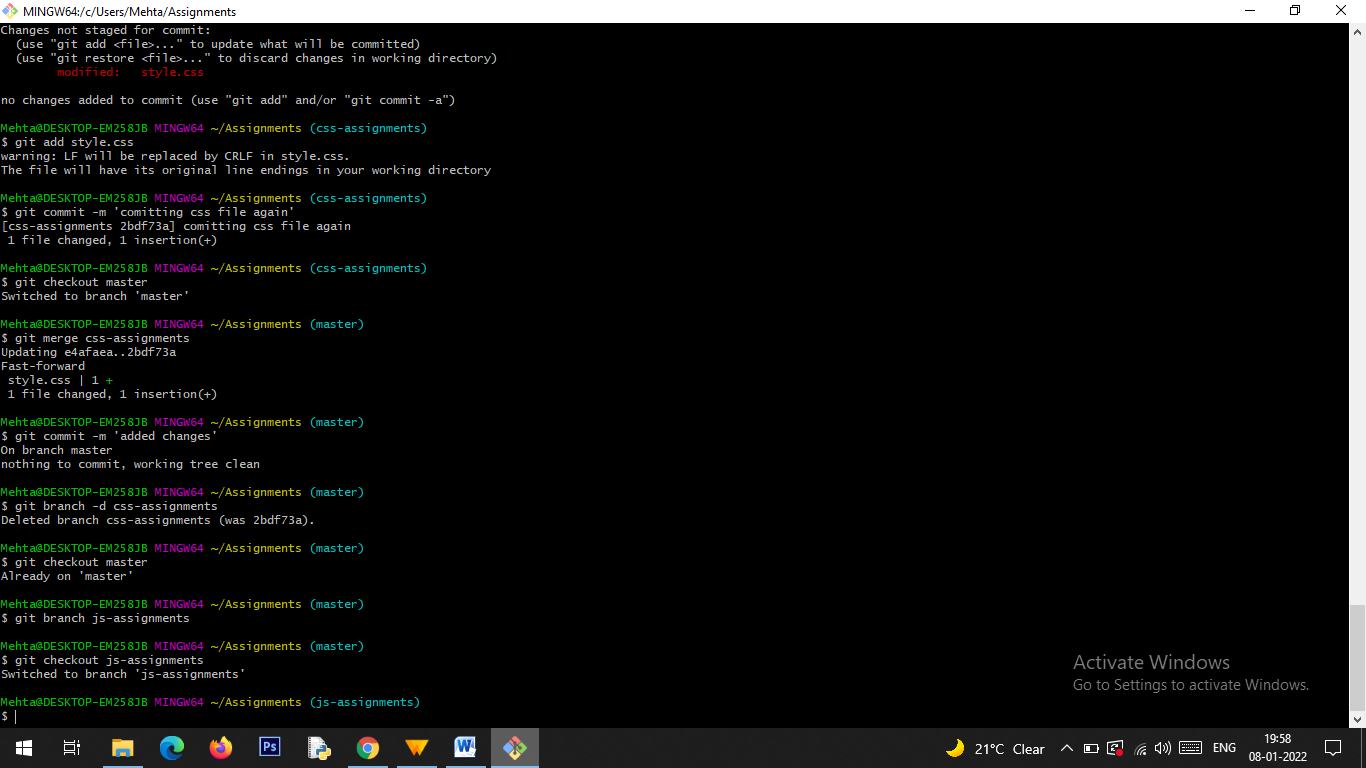 MINGW64:/c/Users/Mehta/Assignments
Changes not staged for commit:
  (use "git add <file>..." to update what will be committed)
  (use "git restore <file>..." to discard changes in working directory)
        modified:   style.css

no changes added to commit (use "git add" and/or "git commit -a")

Mehta@DESKTOP-EM258JB MINGW64 ~/Assignments (css-assignments)
$ git add style.css
warning: LF will be replaced by CRLF in style.css.
The file will have its original line endings in your working directory

Mehta@DESKTOP-EM258JB MINGW64 ~/Assignments (css-assignments)
$ git commit -m 'comitting css file again'
[css-assignments 2bdf73a] comitting css file again
 1 file changed, 1 insertion(+)

Mehta@DESKTOP-EM258JB MINGW64 ~/Assignments (css-assignments)
$ git checkout master
Switched to branch 'master'

Mehta@DESKTOP-EM258JB MINGW64 ~/Assignments (master)
$ git merge css-assignments
Updating e4afaea..2bdf73a
Fast-forward
 style.css | 1 +
 1 file changed, 1 insertion(+)

Mehta@DESKTOP-EM258JB MINGW64 ~/Assignments (master)
$ git commit -m 'added changes'
On branch master
nothing to commit, working tree clean

Mehta@DESKTOP-EM258JB MINGW64 ~/Assignments (master)
$ git branch -d css-assignments
Deleted branch css-assignments (was 2bdf73a).

Mehta@DESKTOP-EM258JB MINGW64 ~/Assignments (master)
$ git checkout master
Already on 'master'

Mehta@DESKTOP-EM258JB MINGW64 ~/Assignments (master)
$ git branch js-assignments

Mehta@DESKTOP-EM258JB MINGW64 ~/Assignments (master)
$ git checkout js-assignments
Switched to branch 'js-assignments'

Mehta@DESKTOP-EM258JB MINGW64 ~/Assignments (js-assignments)
$
Activate Windows
Go to Settings to activate Windows.
Ps
W
21°C Clear
ENG
19:58
08-01-2022